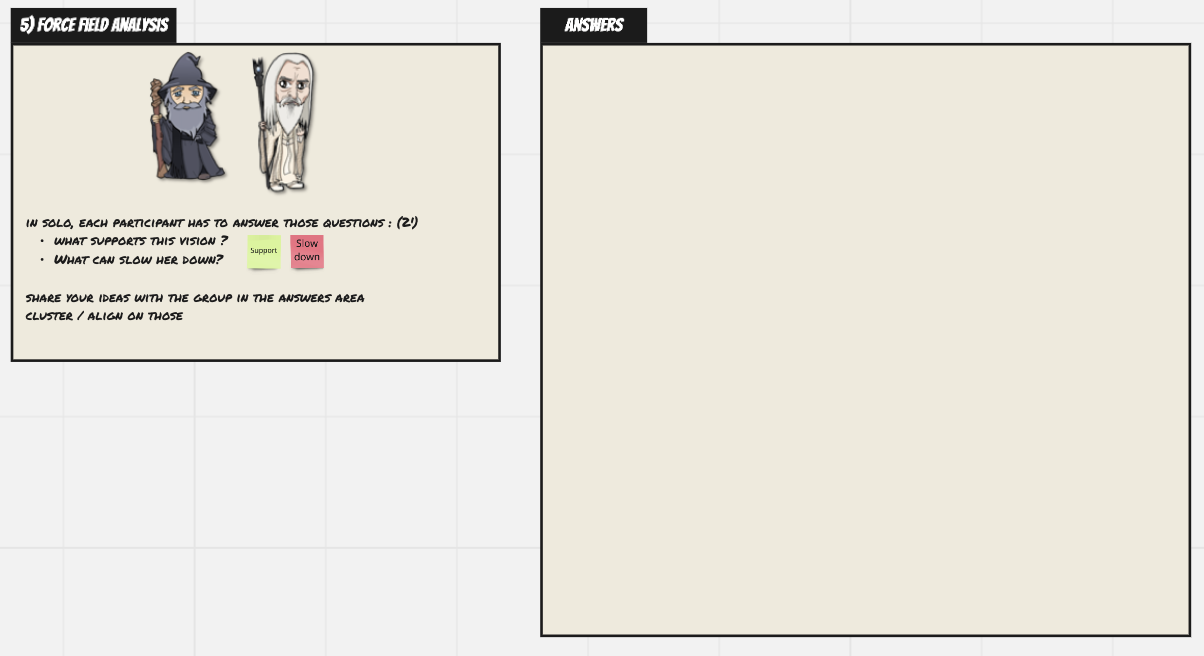 5) FORCE FIELD ANALYSIS
IN SOLO, EACH PARTICIPANT HAS TO ANSWER THOSE QUESTIONS : (2')
• WHAT SUPPORTS THIS VISION ?
• WHAT CAN SLOW HER DOWN?
Support
Slow
down
SHARE YOUR IDEAS WITH THE GROUP IN THE ANSWERS AREA
CLUSTER / ALIGN ON THOSE
ANSWERS